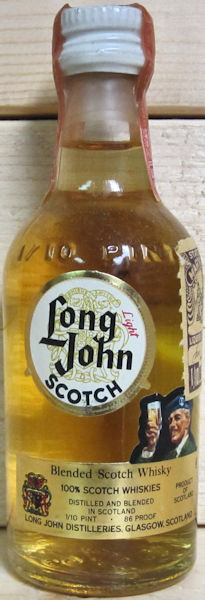 1/10 PINT
Long
Light
John
SCOTCH
Blended Scotch Whisky
100% SCOTCH WHISKIES
DISTILLED AND BLENDED
IN SCOTLAND
1/10 PINT · 86 PROOF
LONG JOHN DISTILLERIES, GLASGOW, SCOTLAND
PRODUCT
OF
SCOTLAND